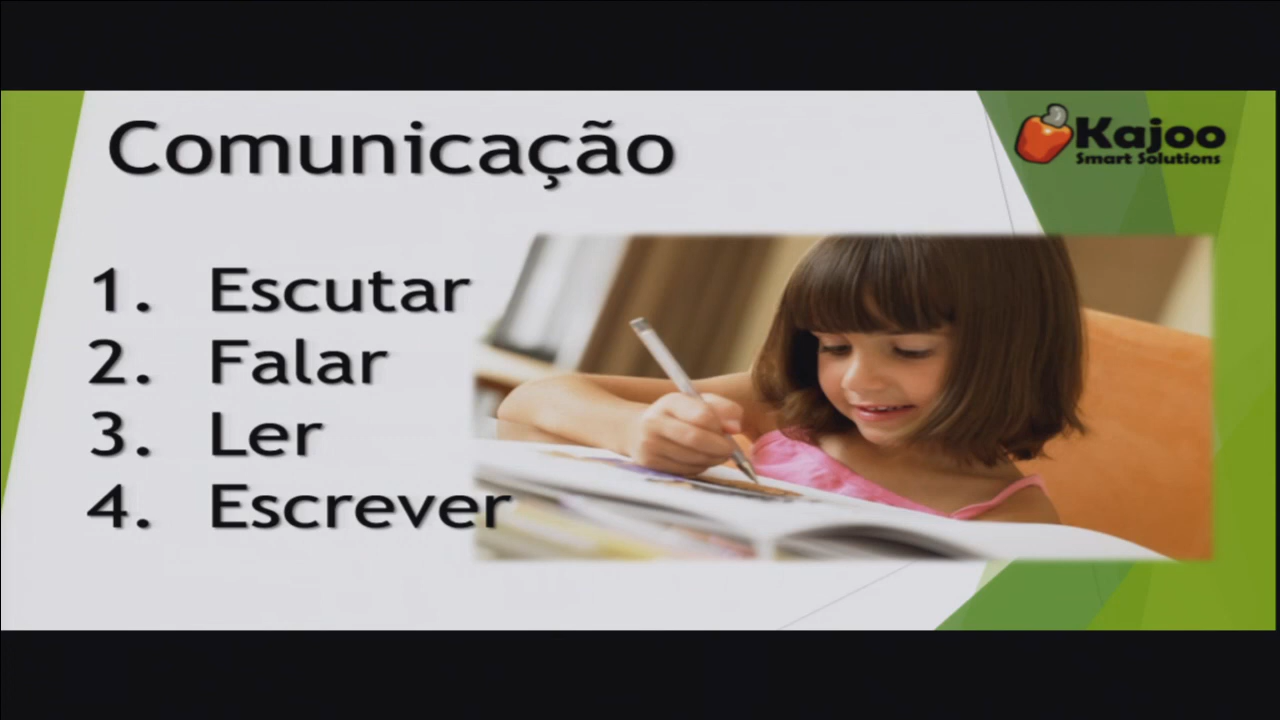 Comunicação
Kajoo
Smart Solutions
1. Escutar
2. Falar
3. Ler
4. Escrever